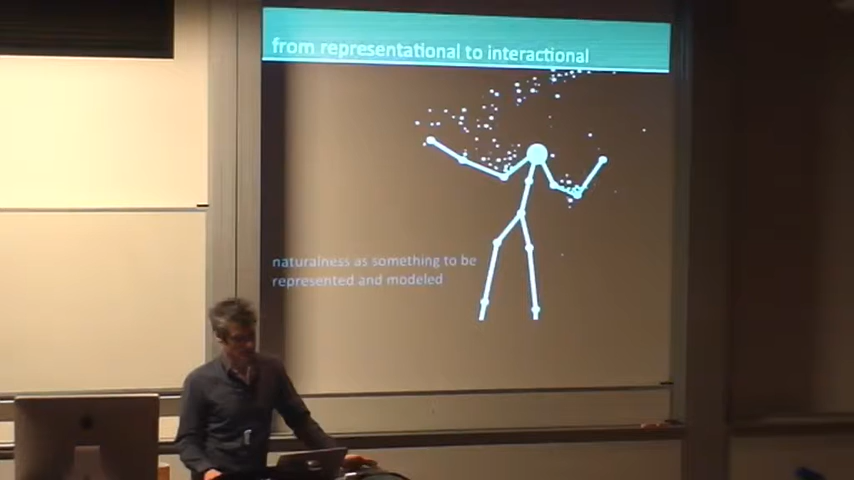 from representational to interactional
naturalness as something to be
represented and modeled